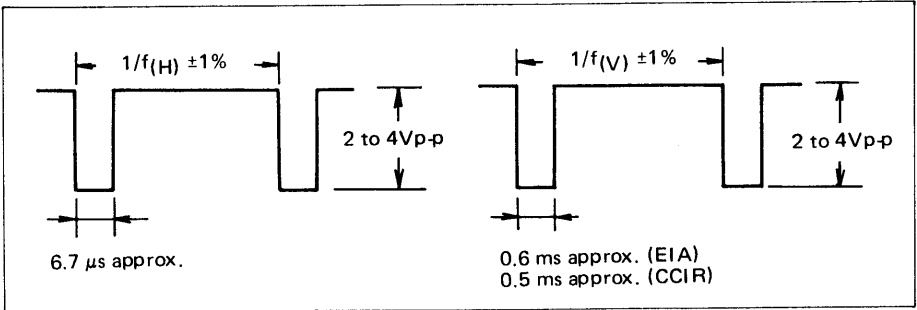 1/f(H) ±1%
2 to 4Vp-p
6.7 μs approx.
1/f(V) ±1%
2 to 4Vp-p
0.6 ms approx. (EIA)
0.5 ms approx. (CCIR)